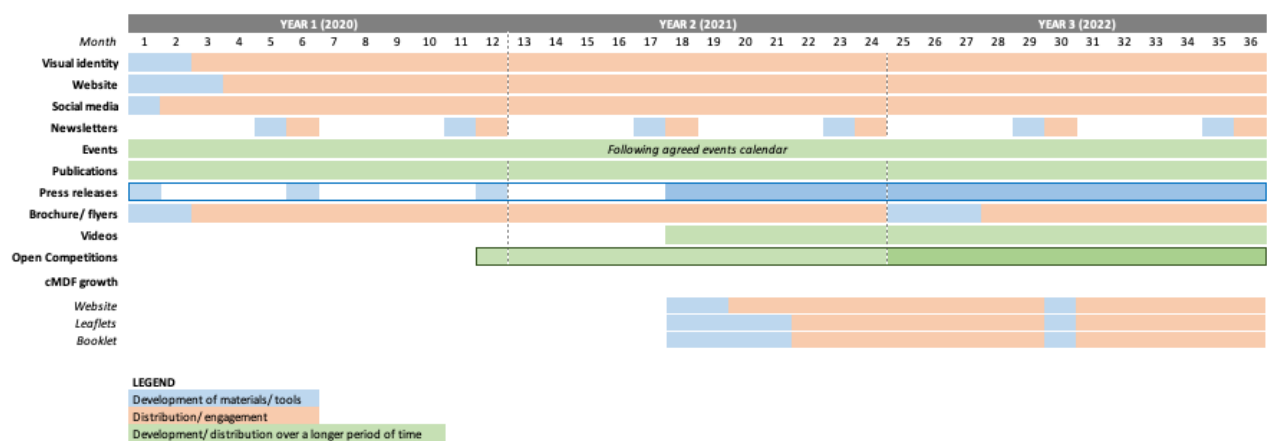 YEAR 1 (2020) YEAR 2 (2021) YEAR 3 (2022)
Month 1 2 3 4 5 6 7 8 9 10 11 12 13 14 15 16 17 18 19 20 21 22 23 24 25 26 27 28 29 30 31 32 33 34 35 36
Visual identity
Website
Social media
Newsletters
Events Following agreed events calendar
Publications
Press releases
Brochure/ flyers
Videos
Open Competitions
cMDF growth
Website
Leaflets
Booklet
LEGEND
Development of materials/ tools
Distribution/ engagement
Development/ distribution over a longer period of time